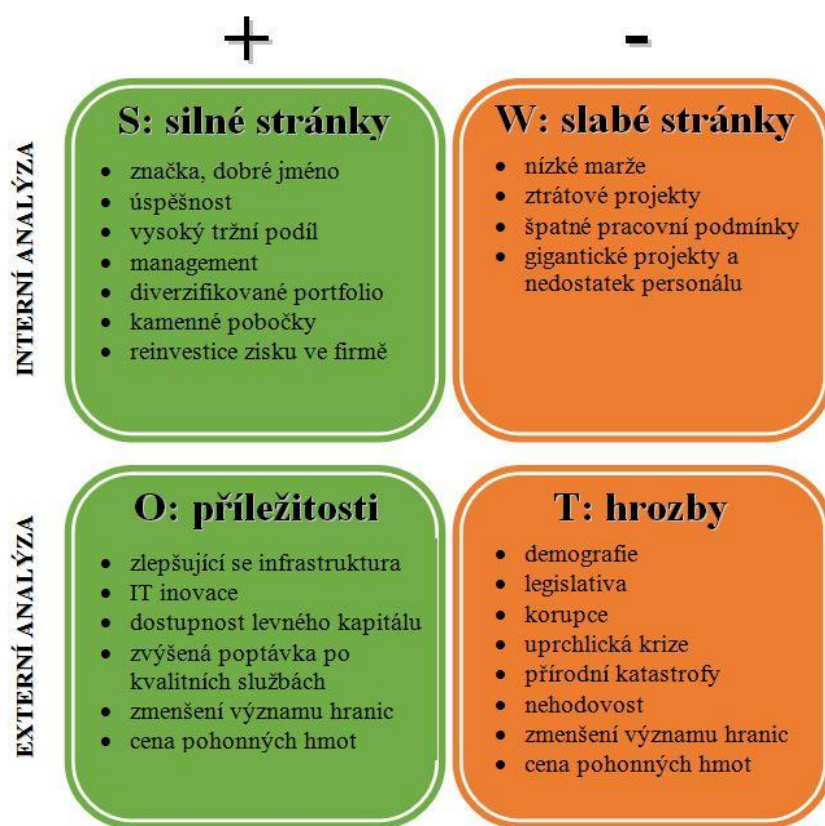 +
-
INTERNÍ ANALÝZA
S: silné stránky
• značka, dobré jméno
• úspěšnost
• vysoký tržní podíl
• management
• diverzifikované portfolio
• kamenné pobočky
• reinvestice zisku ve firmě
W: slabé stránky
• nízké marže
• ztrátové projekty
• špatné pracovní podmínky
• gigantické projekty a
nedostatek personálu
EXTERNÍ ANALÝZA
O: příležitosti
• zlepšující se infrastruktura
• IT inovace
• dostupnost levného kapitálu
• zvýšená poptávka po
kvalitních službách
• zmenšení významu hranic
• cena pohonných hmot
T: hrozby
• demografie
• legislativa
• korupce
• uprchlická krize
• přírodní katastrofy
• nehodovost
• zmenšení významu hranic
• cena pohonných hmot